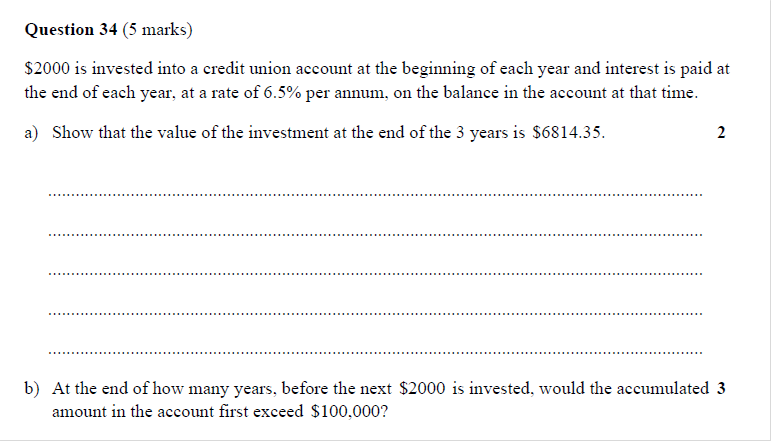 Question 34 (5 marks)
$2000 is invested into a credit union account at the beginning of each year and interest is paid at
the end of each year, at a rate of 6.5% per annum, on the balance in the account at that time.
a) Show that the value of the investment at the end of the 3 years is $6814.35. 2
b) At the end of how many years, before the next $2000 is invested, would the accumulated 3
amount in the account first exceed $100,000?